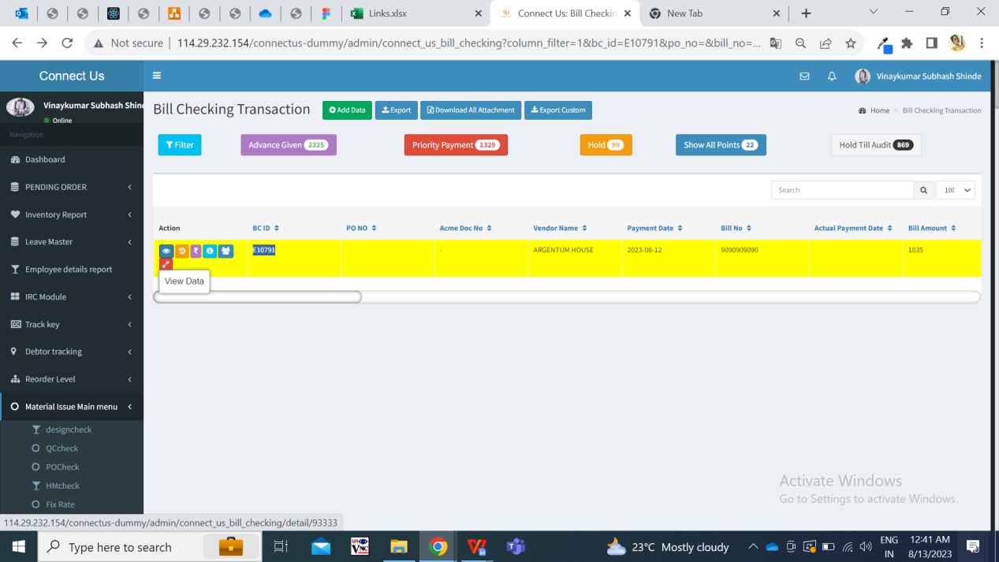 Links.xlsx
Connect Us: Bill Checkin
New Tab
Not secure
114.29.232.154/connectus-dummy/admin/connect_us_bill_checking?column_filter=1&bc_id=E10791&po_no=&bill_no=...
Connect Us
Vinaykumar Subhash Shinde
Vinaykumar Subhash Shin
Online
Navigation
Dashboard
PENDING ORDER
Inventory Report
Leave Master
Employee details report
IRC Module
Track key
Debtor tracking
Reorder Level
Material Issue Main menu
designcheck
QCcheck
POCheck
HMcheck
Fix Rate
Bill Checking Transaction
Add Data
Export
Download All Attachment
Export Custom
Home > Bill Checking Transaction
Filter
Advance Given 2325
Priority Payment 1329
Hold 99
Show All Points 22
Hold Till Audit 869
Search
100
Action BC ID PO NO Acme Doc No Vendor Name Payment Date Bill No Actual Payment Date Bill Amount
E10791 - ARGENTUM HOUSE 2023-08-12 9090909090 1035
View Data
Activate Windows
Go to Settings to activate Windows.
114.29.232.154/connectus-dummy/admin/connect_us_bill_checking/detail/93333
Type here to search
23°C Mostly cloudy
ENG
IN
12:41 AM
8/13/2023